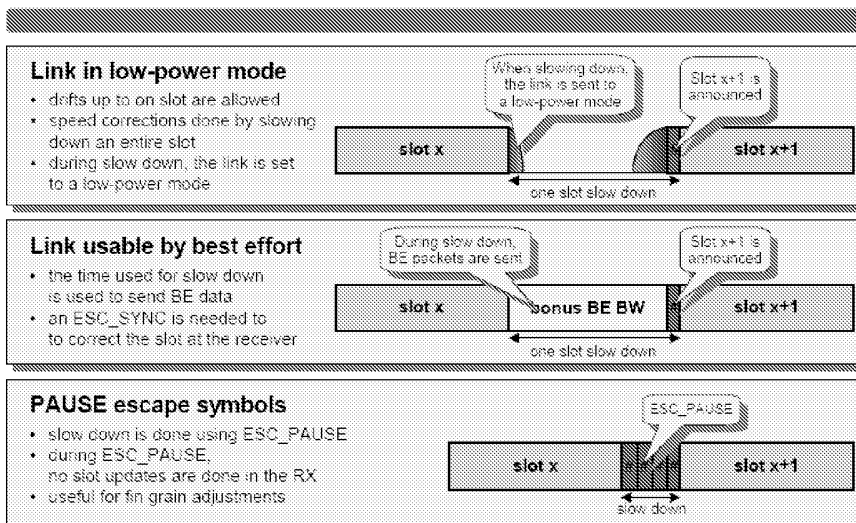 Link in low-power mode
• drifts up to on slot are allowed
• speed corrections done by slowing
down an entire slot
• during slow down, the link is set
to a low-power mode
When slowing down,
the link is sent to
a low-power mode
Slot x+1 is
announced
slot x
slot x+1
one slot slow down
Link usable by best effort
• the time used for slow down
is used to send BE data
• an ESC_SYNC is needed to
to correct the slot at the receiver
During slow down,
BE packets are sent
Slot x+1 is
announced
slot x
bonus BE BW
slot x+1
one slot slow down
PAUSE escape symbols
• slow down is done using ESC_PAUSE
• during ESC_PAUSE,
no slot updates are done in the RX
• useful for fin grain adjustments
ESC_PAUSE
slot x
slot x+1
slow down